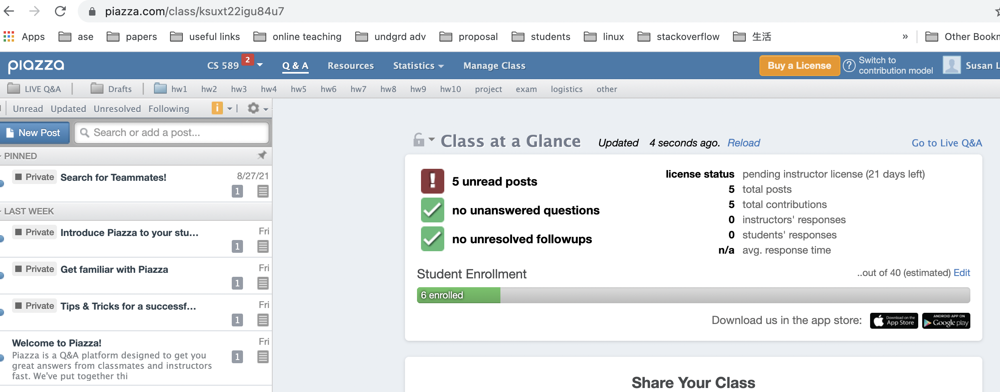 piazza.com/class/ksuxt22igu84u7
Apps ase papers useful links online teaching undgrd adv proposal students linux stackoverflow 生活 » Other Bookm
piazza CS 589 2 Q & A Resources Statistics Manage Class Buy a License ? Switch to contribution model Susan L
LIVE Q&A | Drafts | hw1 hw2 hw3 hw4 hw5 hw6 hw7 hw8 hw9 hw10 project exam logistics other
Unread Updated Unresolved Following i
New Post Search or add a post...
PINNED
Private Search for Teammates! 8/27/21
1
LAST WEEK
Private Introduce Piazza to your stu... Fri
1
Private Get familiar with Piazza Fri
1
Private Tips & Tricks for a successf... Fri
1
Welcome to Piazza! Fri
Piazza is a Q&A platform designed to get you 1
great answers from classmates and instructors
fast. We've put together thi
Class at a Glance Updated 4 seconds ago. Reload Go to Live Q&A
! 5 unread posts
no unanswered questions
no unresolved followups
license status pending instructor license (21 days left)
5 total posts
5 total contributions
0 instructors' responses
0 students' responses
n/a avg. response time
Student Enrollment ..out of 40 (estimated) Edit
6 enrolled
Download us in the app store: Download on the App Store ANDROID APP ON Google play
Share Your Class